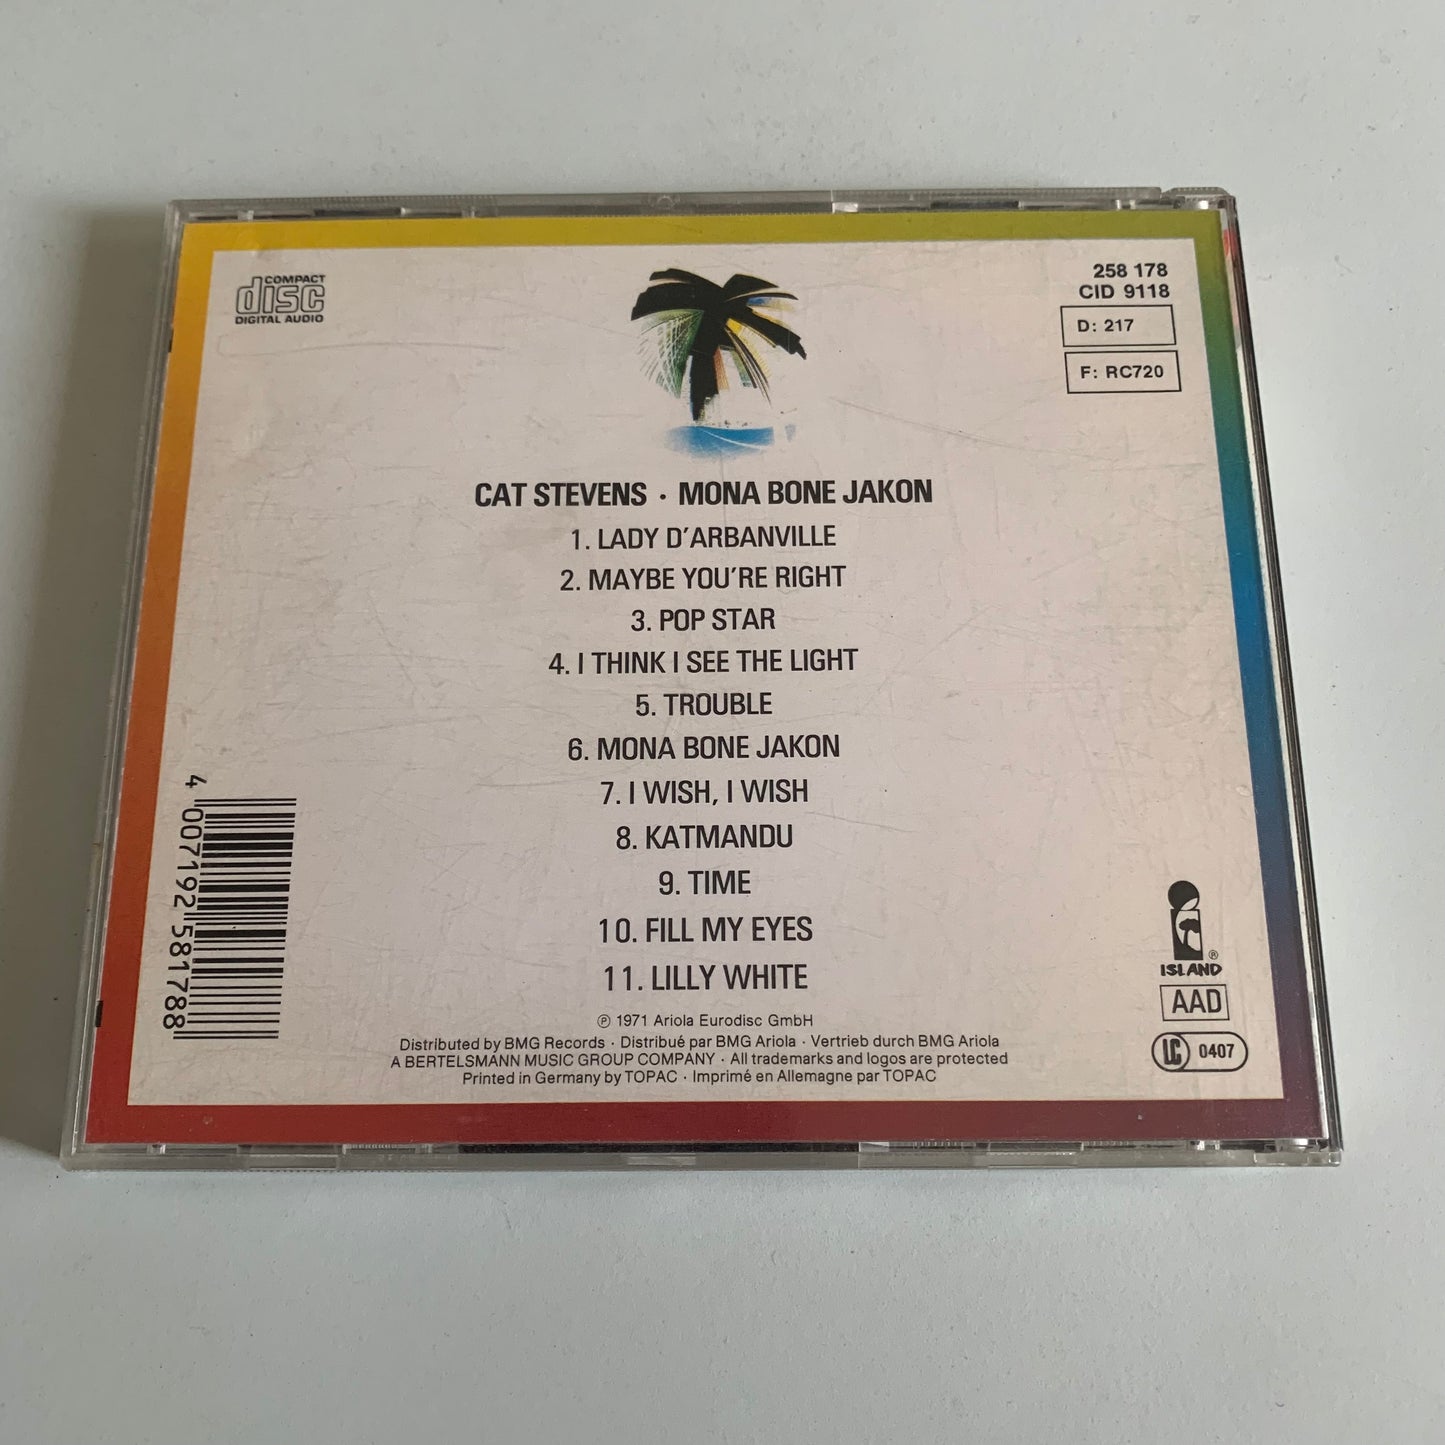 COMPACT
disc
DIGITAL AUDIO
258 178
CID 9118
D: 217
F: RC720
CAT STEVENS · MONA BONE JAKON
1. LADY D'ARBANVILLE
2. MAYBE YOU'RE RIGHT
3. POP STAR
4. I THINK I SEE THE LIGHT
5. TROUBLE
6. MONA BONE JAKON
7. I WISH, I WISH
8. KATMANDU
9. TIME
10. FILL MY EYES
11. LILLY WHITE
℗ 1971 Ariola Eurodisc GmbH
Distributed by BMG Records · Distribué par BMG Ariola · Vertrieb durch BMG Ariola
A BERTELSMANN MUSIC GROUP COMPANY · All trademarks and logos are protected
Printed in Germany by TOPAC · Imprimé en Allemagne par TOPAC
4 007192 581788
®
ISLAND
AAD
LC 0407